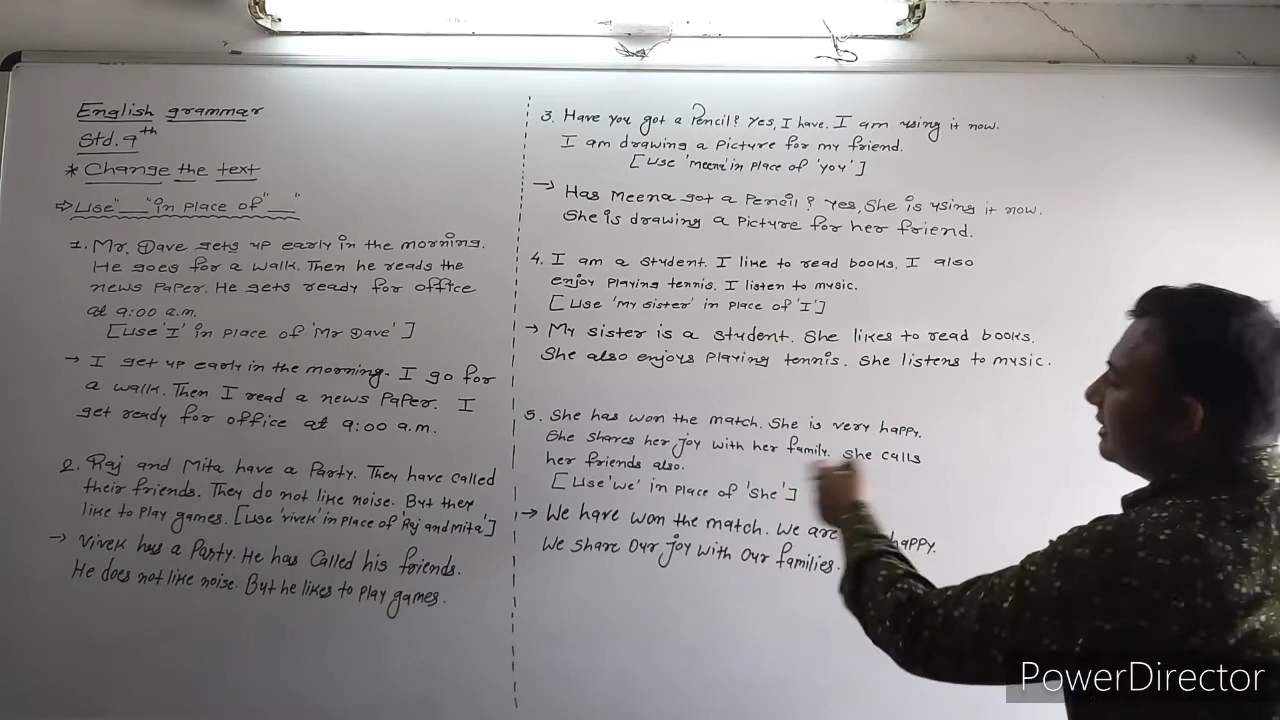 English grammar
Std. 9th
* Change the text
⇒ Use "___" in place of "___"
1. Mr. Dave gets up early in the morning.
He goes for a walk. Then he reads the
news paper. He gets ready for office
at 9:00 a.m.
[Use 'I' in place of 'Mr Dave']
→ I get up early in the morning. I go for
a walk. Then I read a news paper. I
get ready for office at 9:00 a.m.
2. Raj and Mita have a Party. They have called
their friends. They do not like noise. But they
like to play games. [Use 'vivek' in place of 'Raj and Mita']
→ Vivek has a Party. He has called his friends.
He does not like noise. But he likes to play games.
3. Have you got a pencil? Yes, I have. I am using it now.
I am drawing a picture for my friend.
[Use 'meena' in place of 'you']
→ Has Meena got a pencil? Yes, She is using it now.
She is drawing a picture for her friend.
4. I am a student. I like to read books. I also
enjoy playing tennis. I listen to music.
[Use 'My sister' in place of 'I']
→ My sister is a student. She likes to read books.
She also enjoys playing tennis. She listens to music.
5. She has won the match. She is very happy.
She shares her joy with her family. She calls
her friends also.
[Use 'we' in place of 'She']
→ We have won the match. We are happy.
We share our joy with our families.
PowerDirector